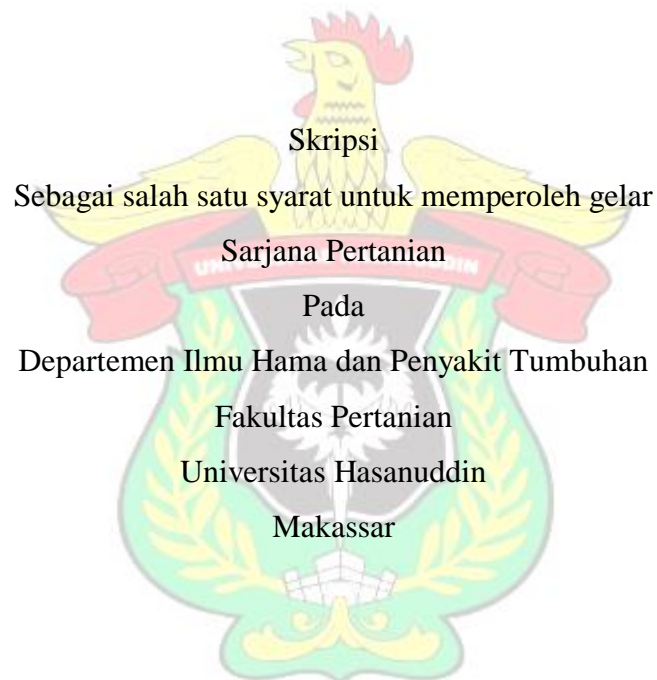 Skripsi
Sebagai salah satu syarat untuk memperoleh gelar
Sarjana Pertanian
Pada
Departemen Ilmu Hama dan Penyakit Tumbuhan
Fakultas Pertanian
Universitas Hasanuddin
Makassar